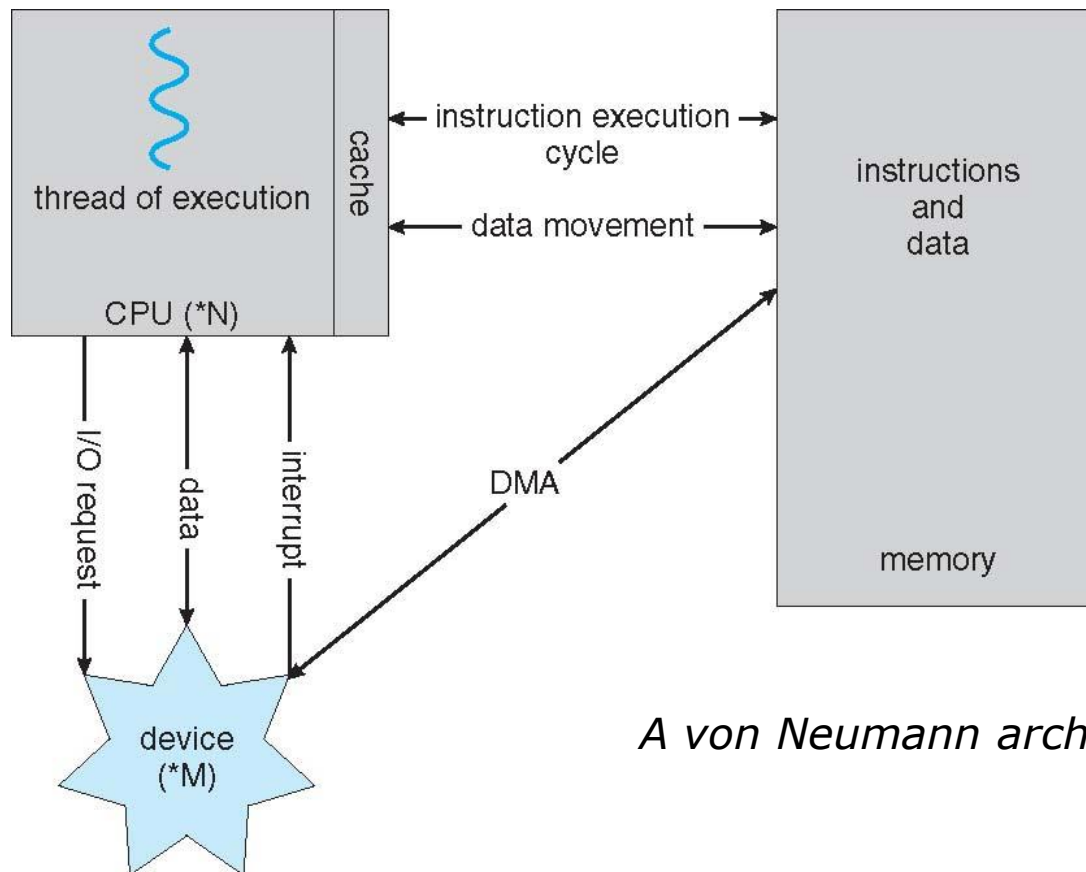 thread of execution
cache
CPU (*N)
instruction execution
cycle
data movement
instructions
and
data
memory
I/O request
data
interrupt
DMA
device
(*M)
A von Neumann arch